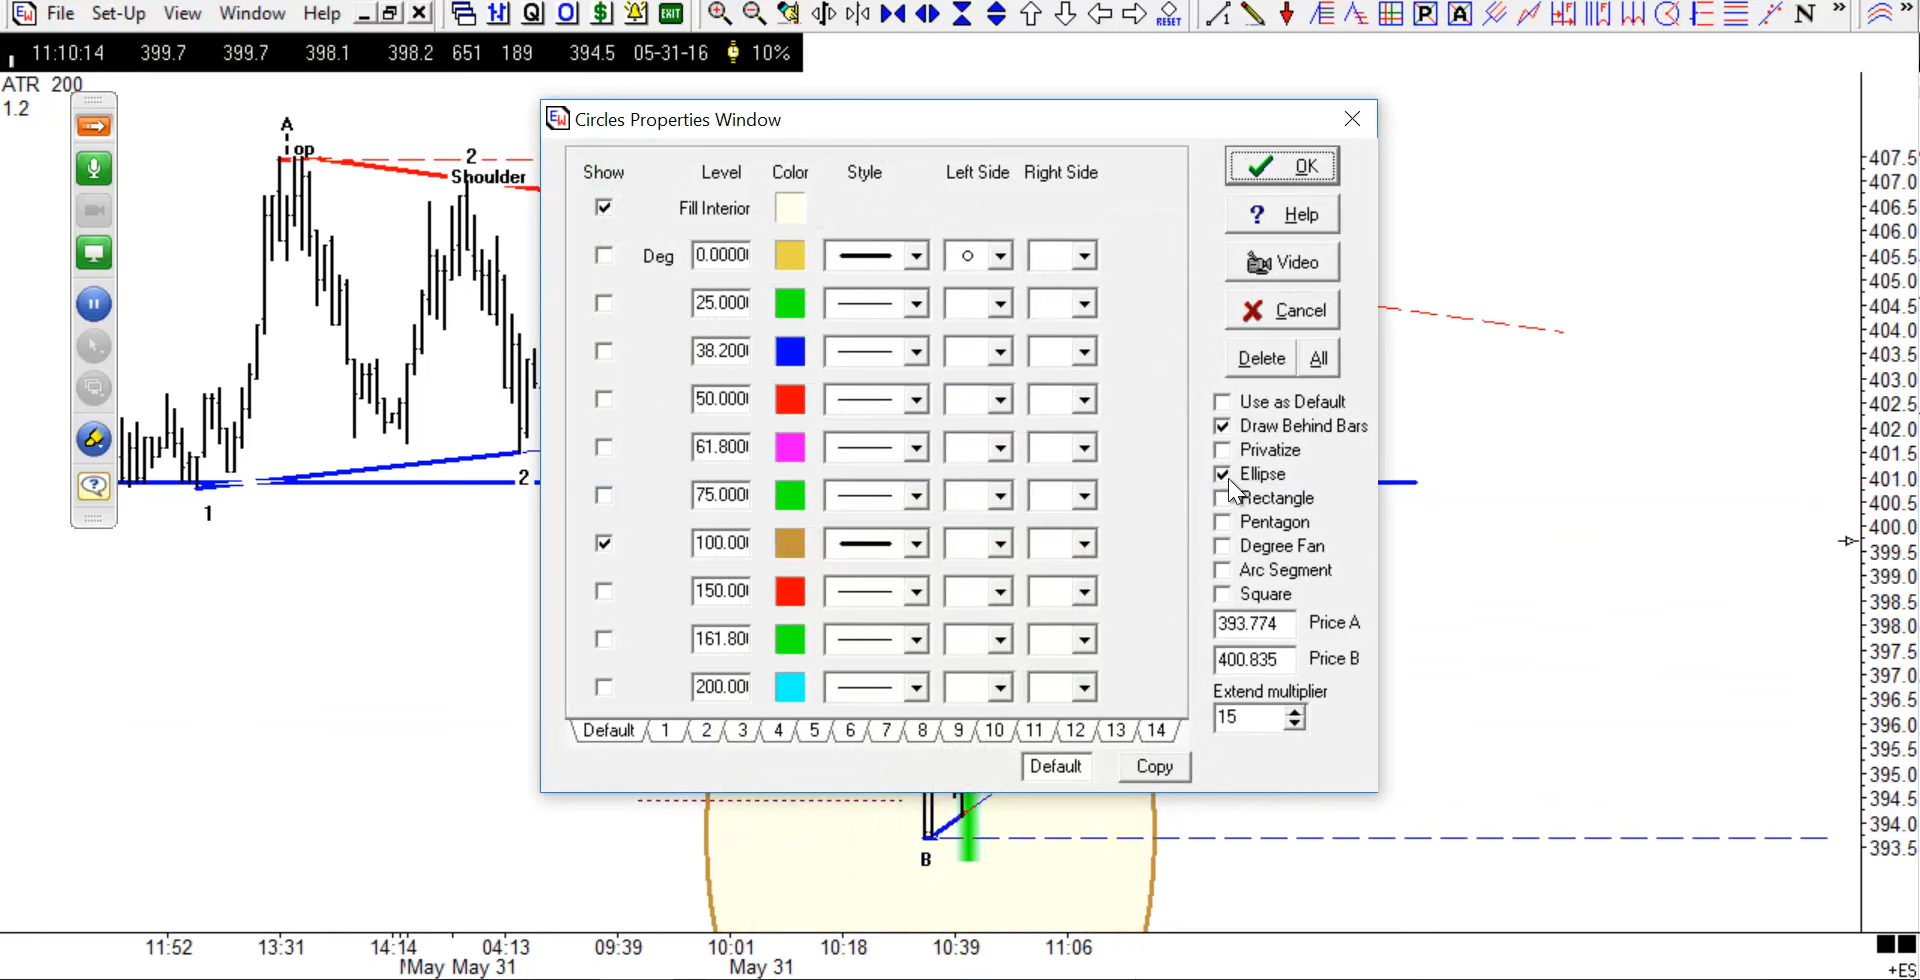 File Set-Up View Window Help
Q O $ EXIT RESET 1 P A N » »
11:10:14 399.7 399.7 398.1 398.2 651 189 394.5 05-31-16 10%
ATR 200
1.2
A
op
2
Shoulder
2
1
Circles Properties Window
Show Level Color Style Left Side Right Side
Fill Interior
Deg 0.0000
25.000
38.200
50.000
61.800
75.000
100.00
150.00
161.80
200.00
Default 1 2 3 4 5 6 7 8 9 10 11 12 13 14
Default Copy
OK
? Help
Video
Cancel
Delete All
Use as Default
Draw Behind Bars
Privatize
Ellipse
Rectangle
Pentagon
Degree Fan
Arc Segment
Square
393.774 Price A
400.835 Price B
Extend multiplier
15
B
407.5
407.0
406.5
406.0
405.5
405.0
404.5
404.0
403.5
403.0
402.5
402.0
401.5
401.0
400.5
400.0
399.5
399.0
398.5
398.0
397.5
397.0
396.5
396.0
395.5
395.0
394.5
394.0
393.5
11:52 13:31 14:14 04:13 09:39 10:01 10:18 10:39 11:06
May May 31 May 31
+ES